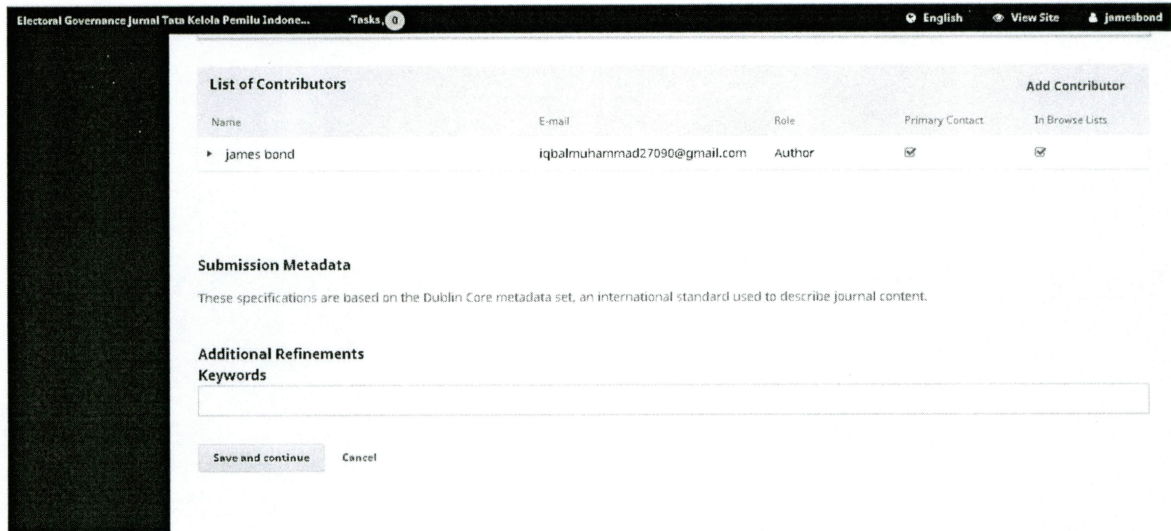 Electoral Governance Jurnal Tata Kelola Pemilu Indone... Tasks 0 English View Site jamesbond
List of Contributors Add Contributor
Name E-mail Role Primary Contact In Browse Lists
james bond iqbalmuhammad27090@gmail.com Author
Submission Metadata
These specifications are based on the Dublin Core metadata set, an international standard used to describe journal content.
Additional Refinements
Keywords
Save and continue Cancel